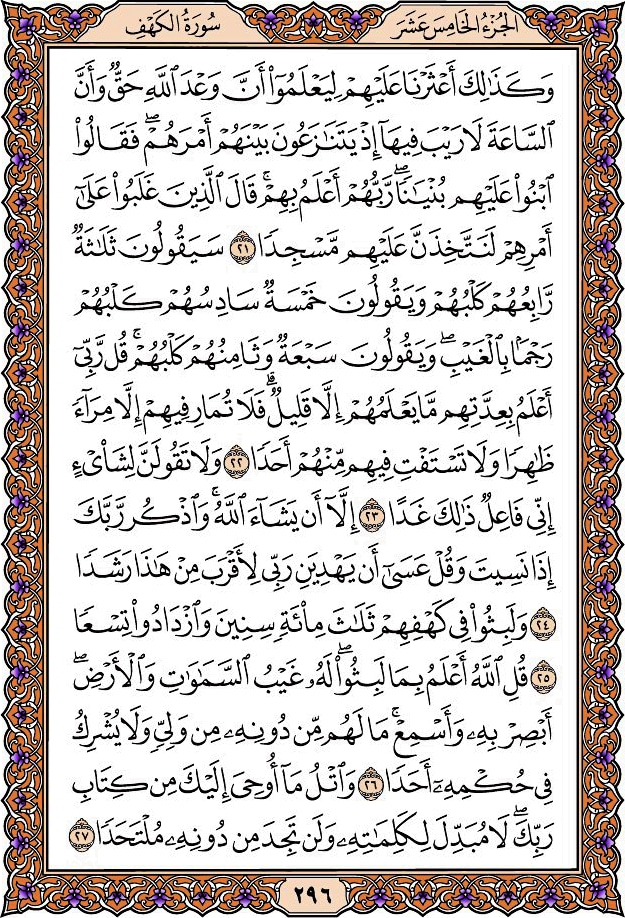 الجُزْءُ الخَامِسَ عَشَرَ
سُورَةُ الكَهْفِ
وَكَذَٰلِكَ أَعْثَرْنَا عَلَيْهِمْ لِيَعْلَمُوٓا۟ أَنَّ وَعْدَ ٱللَّهِ حَقٌّ وَأَنَّ
ٱلسَّاعَةَ لَا رَيْبَ فِيهَآ إِذْ يَتَنَٰزَعُونَ بَيْنَهُمْ أَمْرَهُمْ ۖ فَقَالُوا۟
ٱبْنُوا۟ عَلَيْهِم بُنْيَٰنًا ۖ رَّبُّهُمْ أَعْلَمُ بِهِمْ ۚ قَالَ ٱلَّذِينَ غَلَبُوا۟ عَلَىٰٓ
أَمْرِهِمْ لَنَتَّخِذَنَّ عَلَيْهِم مَّسْجِدًا ٢١ سَيَقُولُونَ ثَلَٰثَةٌ
رَّابِعُهُمْ كَلْبُهُمْ وَيَقُولُونَ خَمْسَةٌ سَادِسُهُمْ كَلْبُهُمْ
رَجْمًۢا بِٱلْغَيْبِ ۖ وَيَقُولُونَ سَبْعَةٌ وَثَامِنُهُمْ كَلْبُهُمْ ۚ قُل رَّبِّىٓ
أَعْلَمُ بِعِدَّتِهِم مَّا يَعْلَمُهُمْ إِلَّا قَلِيلٌ ۗ فَلَا تُمَارِ فِيهِمْ إِلَّا مِرَآءً
ظَٰهِرًا وَلَا تَسْتَفْتِ فِيهِم مِّنْهُمْ أَحَدًا ٢٢ وَلَا تَقُولَنَّ لِشَا۟ىْءٍ
إِنِّى فَاعِلٌ ذَٰلِكَ غَدًا ٢٣ إِلَّآ أَن يَشَآءَ ٱللَّهُ ۚ وَٱذْكُر رَّبَّكَ
إِذَا نَسِيتَ وَقُلْ عَسَىٰٓ أَن يَهْدِيَنِ رَبِّى لِأَقْرَبَ مِنْ هَٰذَا رَشَدًا
٢٤ وَلَبِثُوا۟ فِى كَهْفِهِمْ ثَلَٰثَ مِا۟ئَةٍ سِنِينَ وَٱزْدَادُوا۟ تِسْعًا
٢٥ قُلِ ٱللَّهُ أَعْلَمُ بِمَا لَبِثُوا۟ ۖ لَهُۥ غَيْبُ ٱلسَّمَٰوَٰتِ وَٱلْأَرْضِ ۖ
أَبْصِرْ بِهِۦ وَأَسْمِعْ ۚ مَا لَهُم مِّن دُونِهِۦ مِن وَلِىٍّ وَلَا يُشْرِكُ
فِى حُكْمِهِۦٓ أَحَدًا ٢٦ وَٱتْلُ مَآ أُوحِىَ إِلَيْكَ مِن كِتَابِ
رَبِّكَ ۖ لَا مُبَدِّلَ لِكَلِمَٰتِهِۦ وَلَن تَجِدَ مِن دُونِهِۦ مُلْتَحَدًا ٢٧
٢٩٦